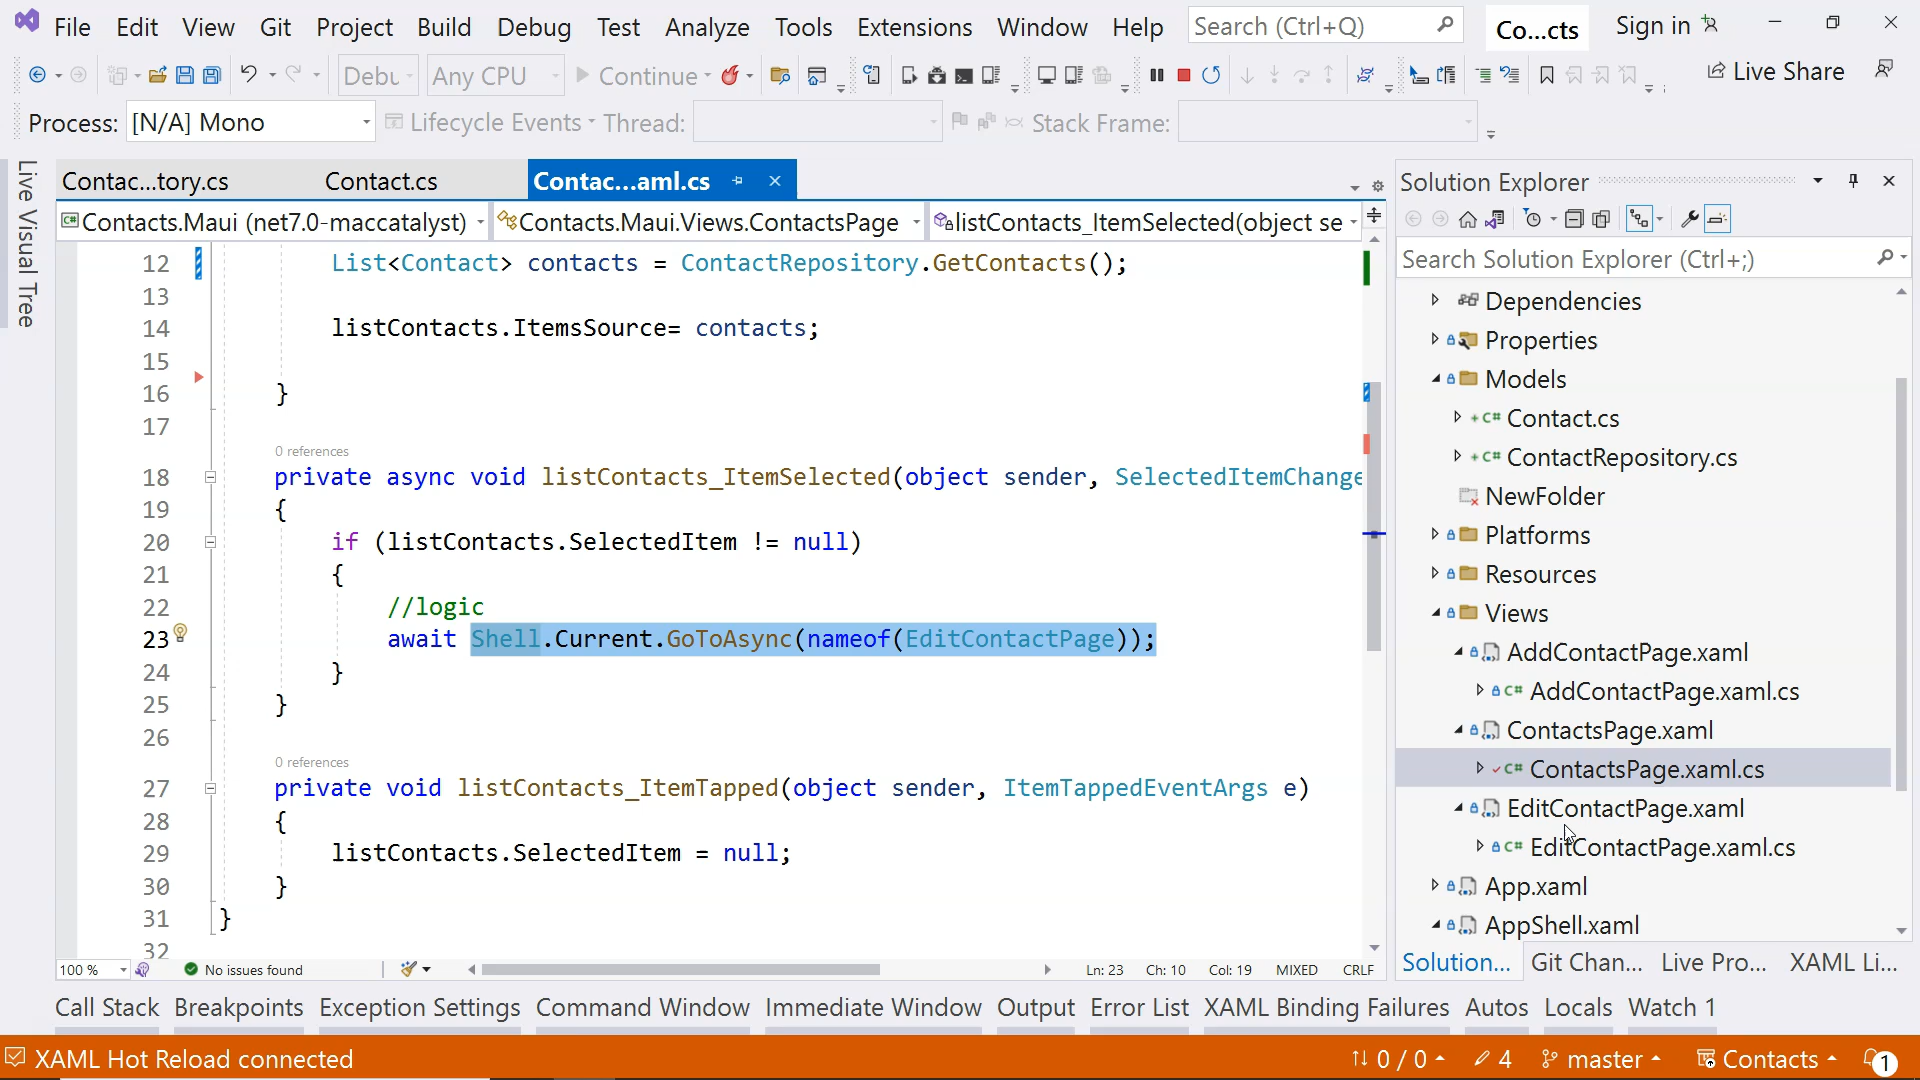 File Edit View Git Project Build Debug Test Analyze Tools Extensions Window Help Search (Ctrl+Q) Co...cts Sign in
Debu Any CPU Continue Live Share
Process: [N/A] Mono Lifecycle Events Thread: Stack Frame:
Live Visual Tree
Contac...tory.cs Contact.cs Contac...aml.cs
Contacts.Maui (net7.0-maccatalyst) Contacts.Maui.Views.ContactsPage listContacts_ItemSelected(object se
12 List<Contact> contacts = ContactRepository.GetContacts();
13
14 listContacts.ItemsSource= contacts;
15
16 }
17
0 references
18 private async void listContacts_ItemSelected(object sender, SelectedItemChange
19 {
20 if (listContacts.SelectedItem != null)
21 {
22 //logic
23 await Shell.Current.GoToAsync(nameof(EditContactPage));
24 }
25 }
26
0 references
27 private void listContacts_ItemTapped(object sender, ItemTappedEventArgs e)
28 {
29 listContacts.SelectedItem = null;
30 }
31 }
32
100 % No issues found Ln: 23 Ch: 10 Col: 19 MIXED CRLF
Solution Explorer
Search Solution Explorer (Ctrl+;)
Dependencies
Properties
Models
C# Contact.cs
C# ContactRepository.cs
NewFolder
Platforms
Resources
Views
AddContactPage.xaml
C# AddContactPage.xaml.cs
ContactsPage.xaml
C# ContactsPage.xaml.cs
EditContactPage.xaml
C# EditContactPage.xaml.cs
App.xaml
AppShell.xaml
Solution... Git Chan... Live Pro... XAML Li...
Call Stack Breakpoints Exception Settings Command Window Immediate Window Output Error List XAML Binding Failures Autos Locals Watch 1
XAML Hot Reload connected 0 / 0 4 master Contacts 1